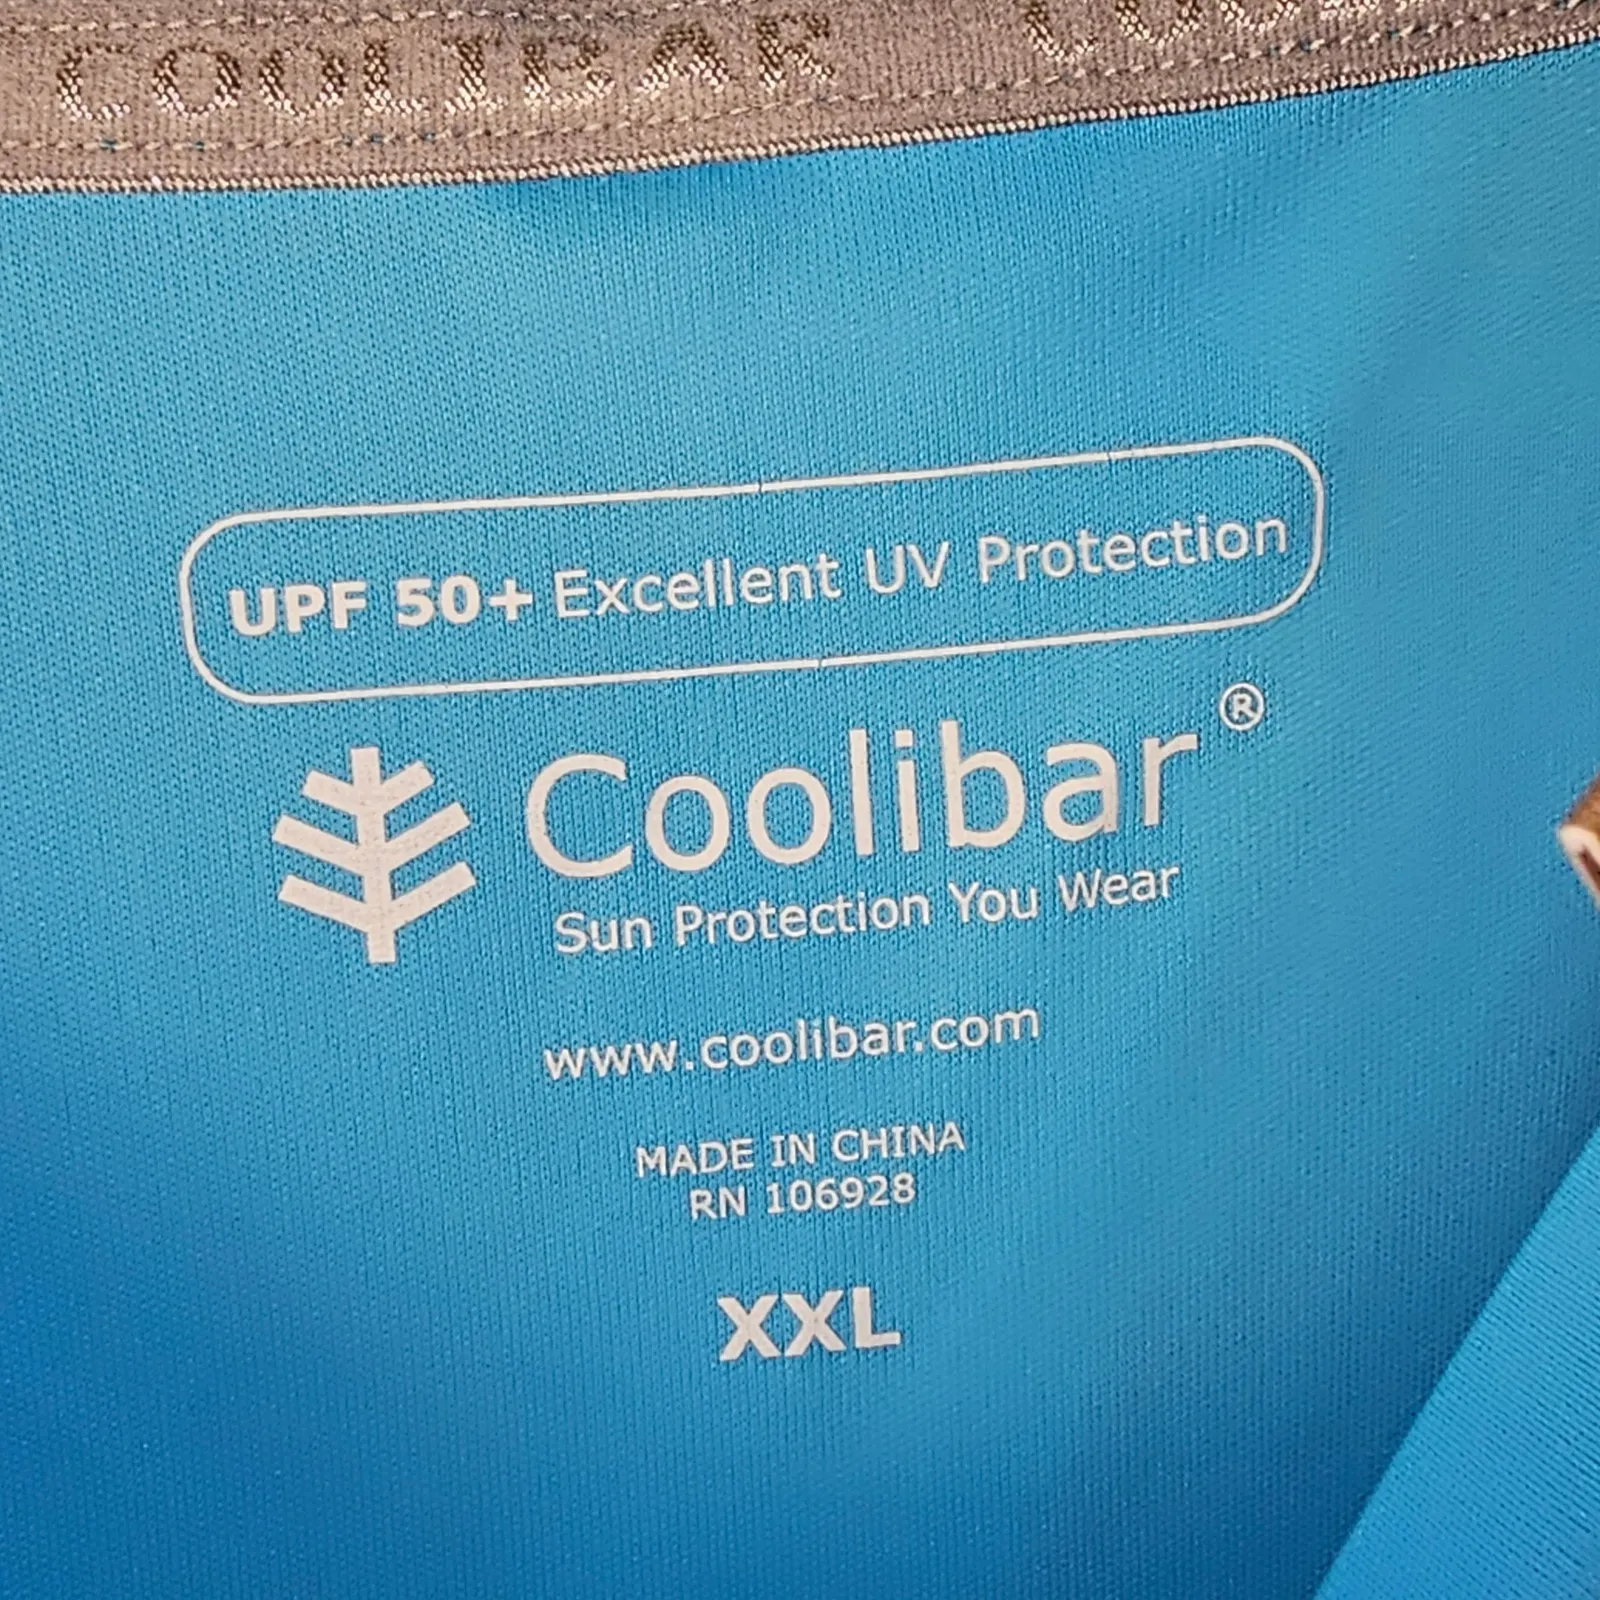 COOLIBAR COOL
UPF 50+ Excellent UV Protection
Coolibar®
Sun Protection You Wear
www.coolibar.com
MADE IN CHINA
RN 106928
XXL